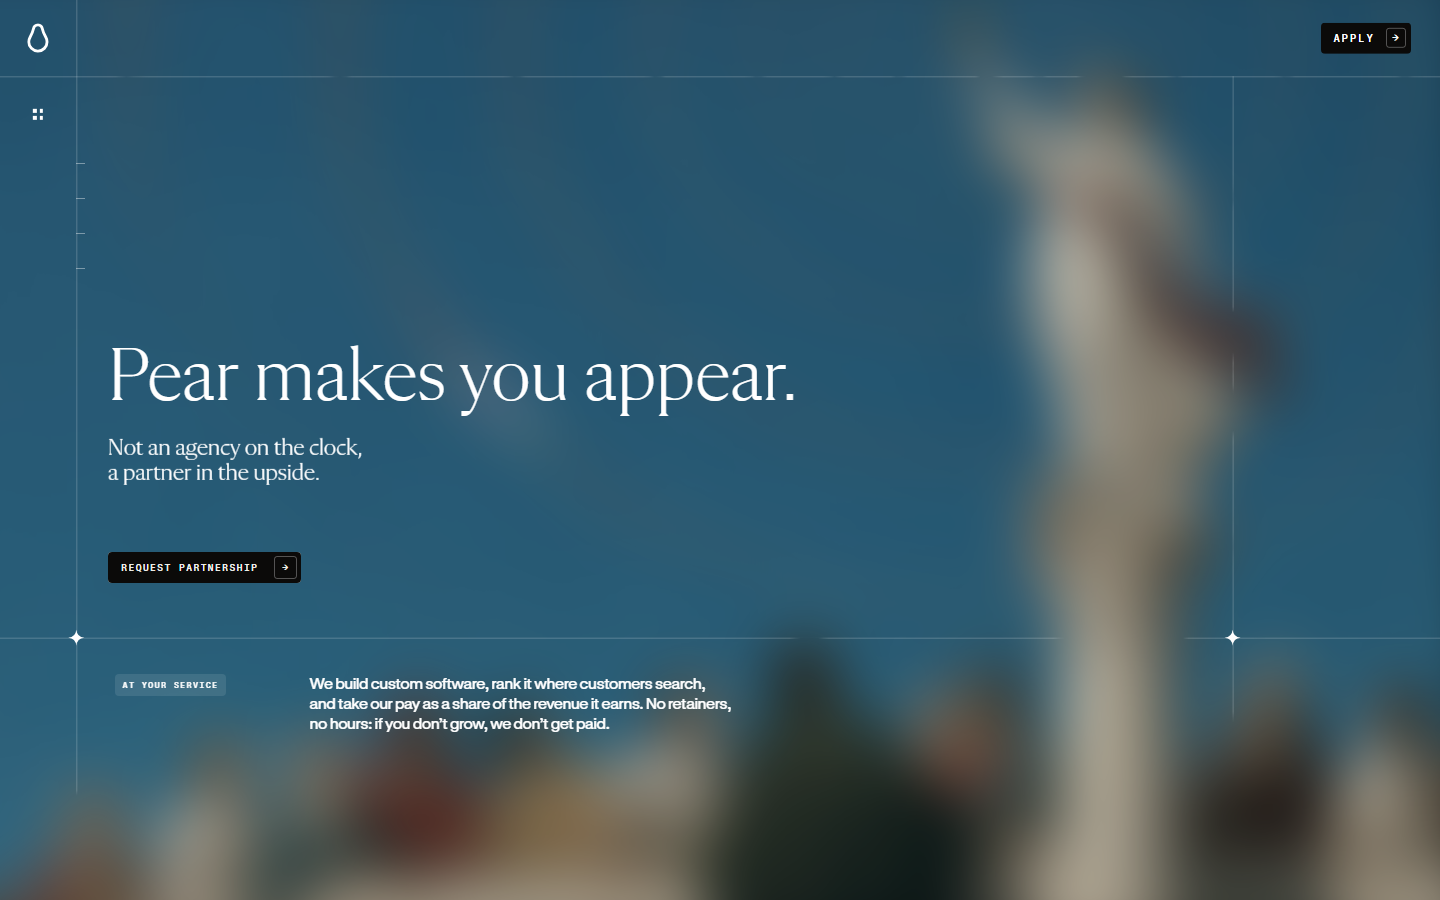 APPLY
Pear makes you appear.
Not an agency on the clock,
a partner in the upside.
REQUEST PARTNERSHIP
AT YOUR SERVICE
We build custom software, rank it where customers search,
and take our pay as a share of the revenue it earns. No retainers,
no hours: if you don’t grow, we don’t get paid.